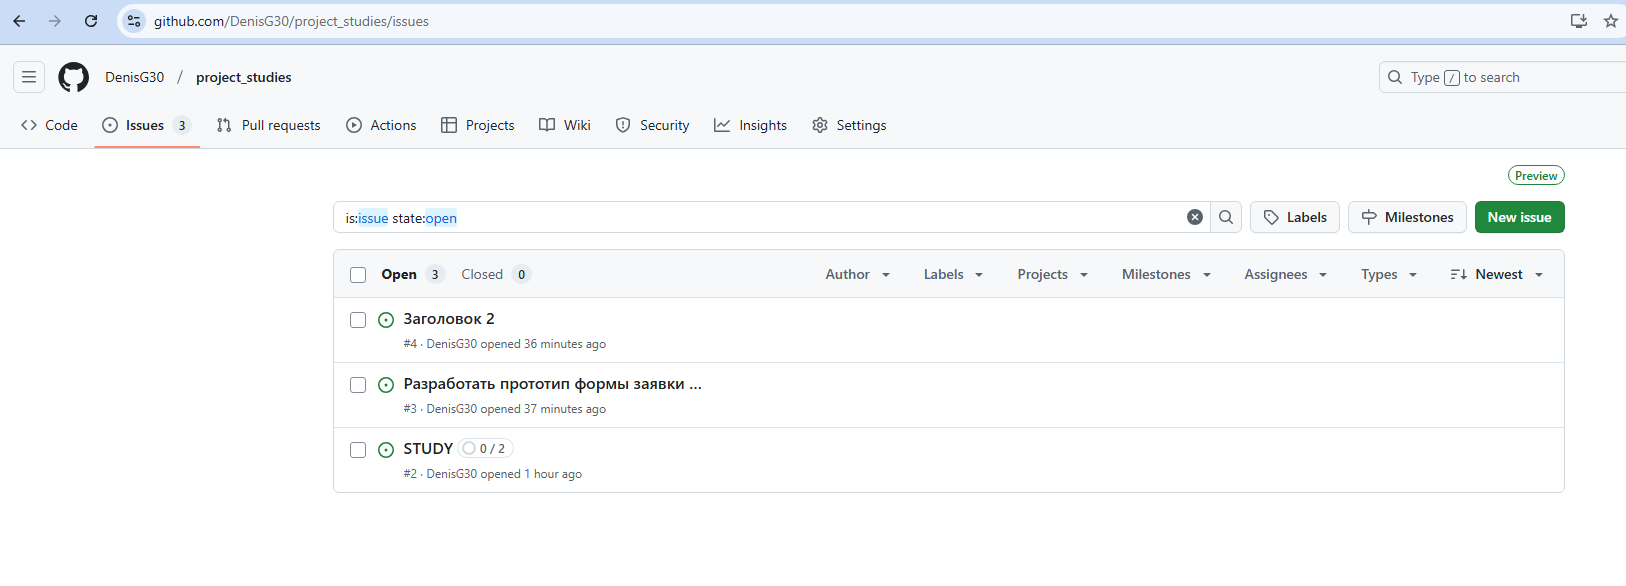 github.com/DenisG30/project_studies/issues
DenisG30 / project_studies
Type / to search
Code Issues 3 Pull requests Actions Projects Wiki Security Insights Settings
Preview
is:issue state:open
Labels Milestones New issue
Open 3 Closed 0 Author Labels Projects Milestones Assignees Types Newest
Заголовок 2
#4 · DenisG30 opened 36 minutes ago
Разработать прототип формы заявки ...
#3 · DenisG30 opened 37 minutes ago
STUDY 0 / 2
#2 · DenisG30 opened 1 hour ago